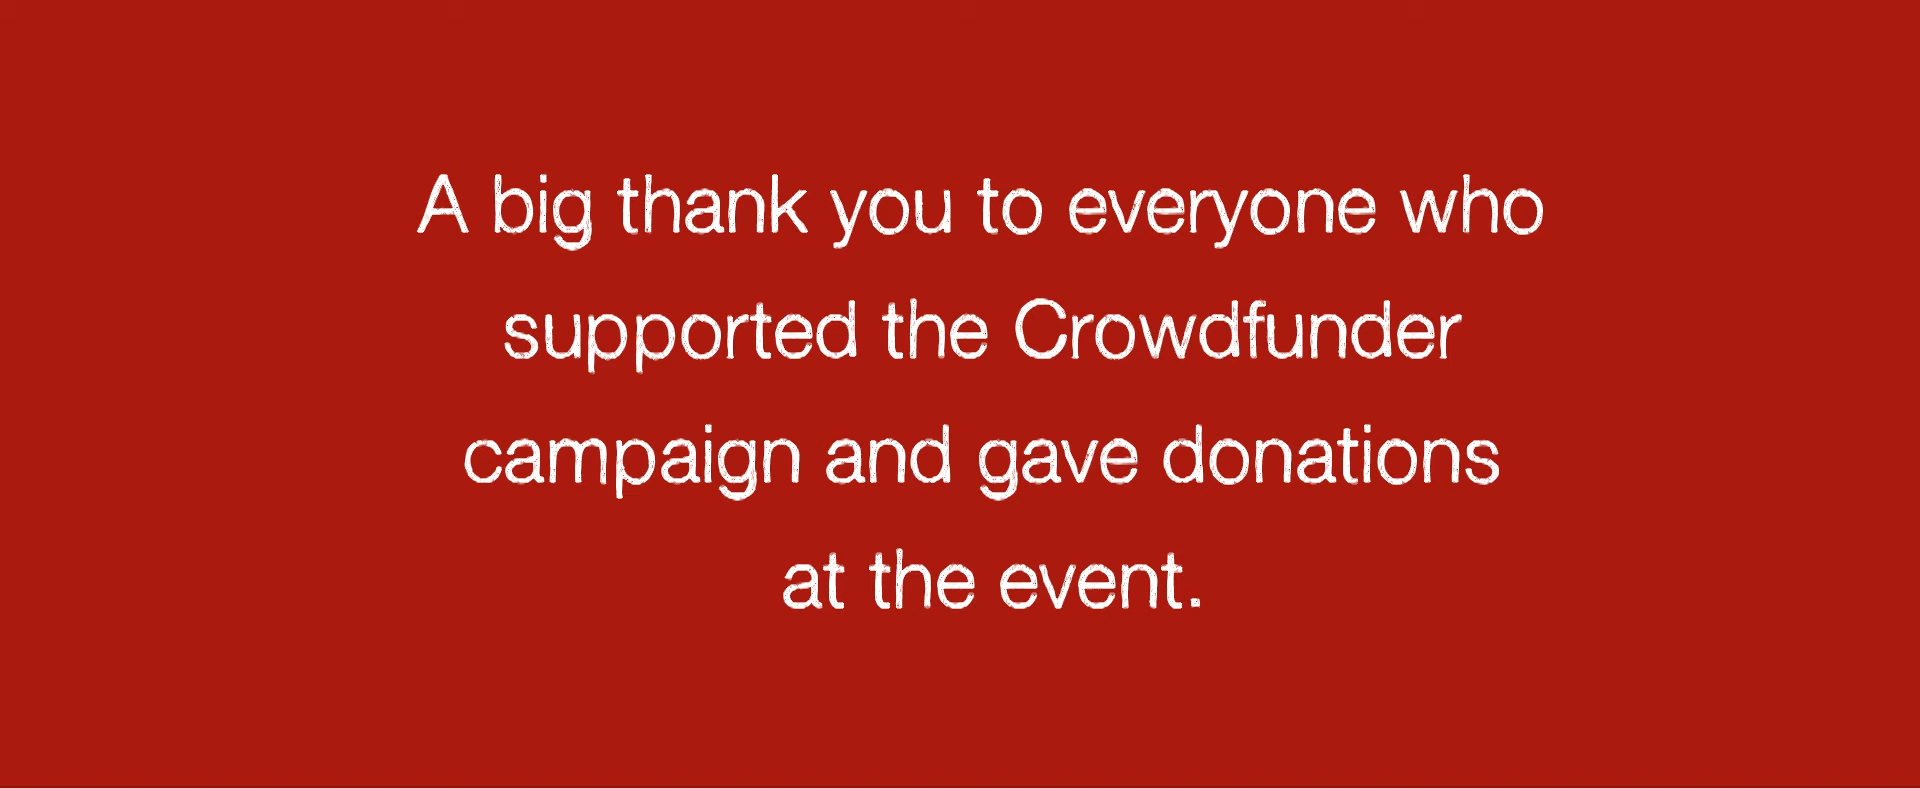 A big thank you to everyone who
supported the Crowdfunder
campaign and gave donations
at the event.